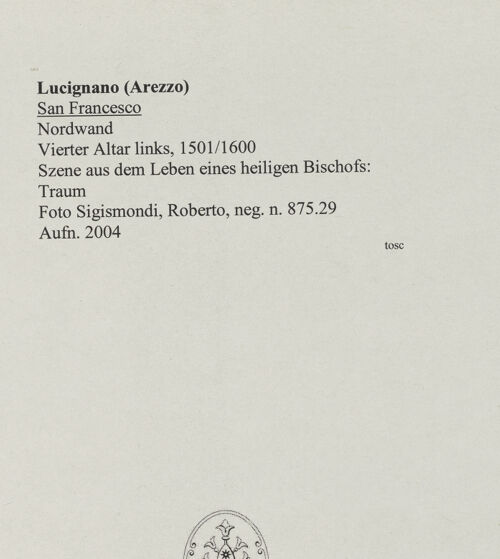 Lucignano (Arezzo)
San Francesco
Nordwand
Vierter Altar links, 1501/1600
Szene aus dem Leben eines heiligen Bischofs:
Traum
Foto Sigismondi, Roberto, neg. n. 875.29
Aufn. 2004
tosc